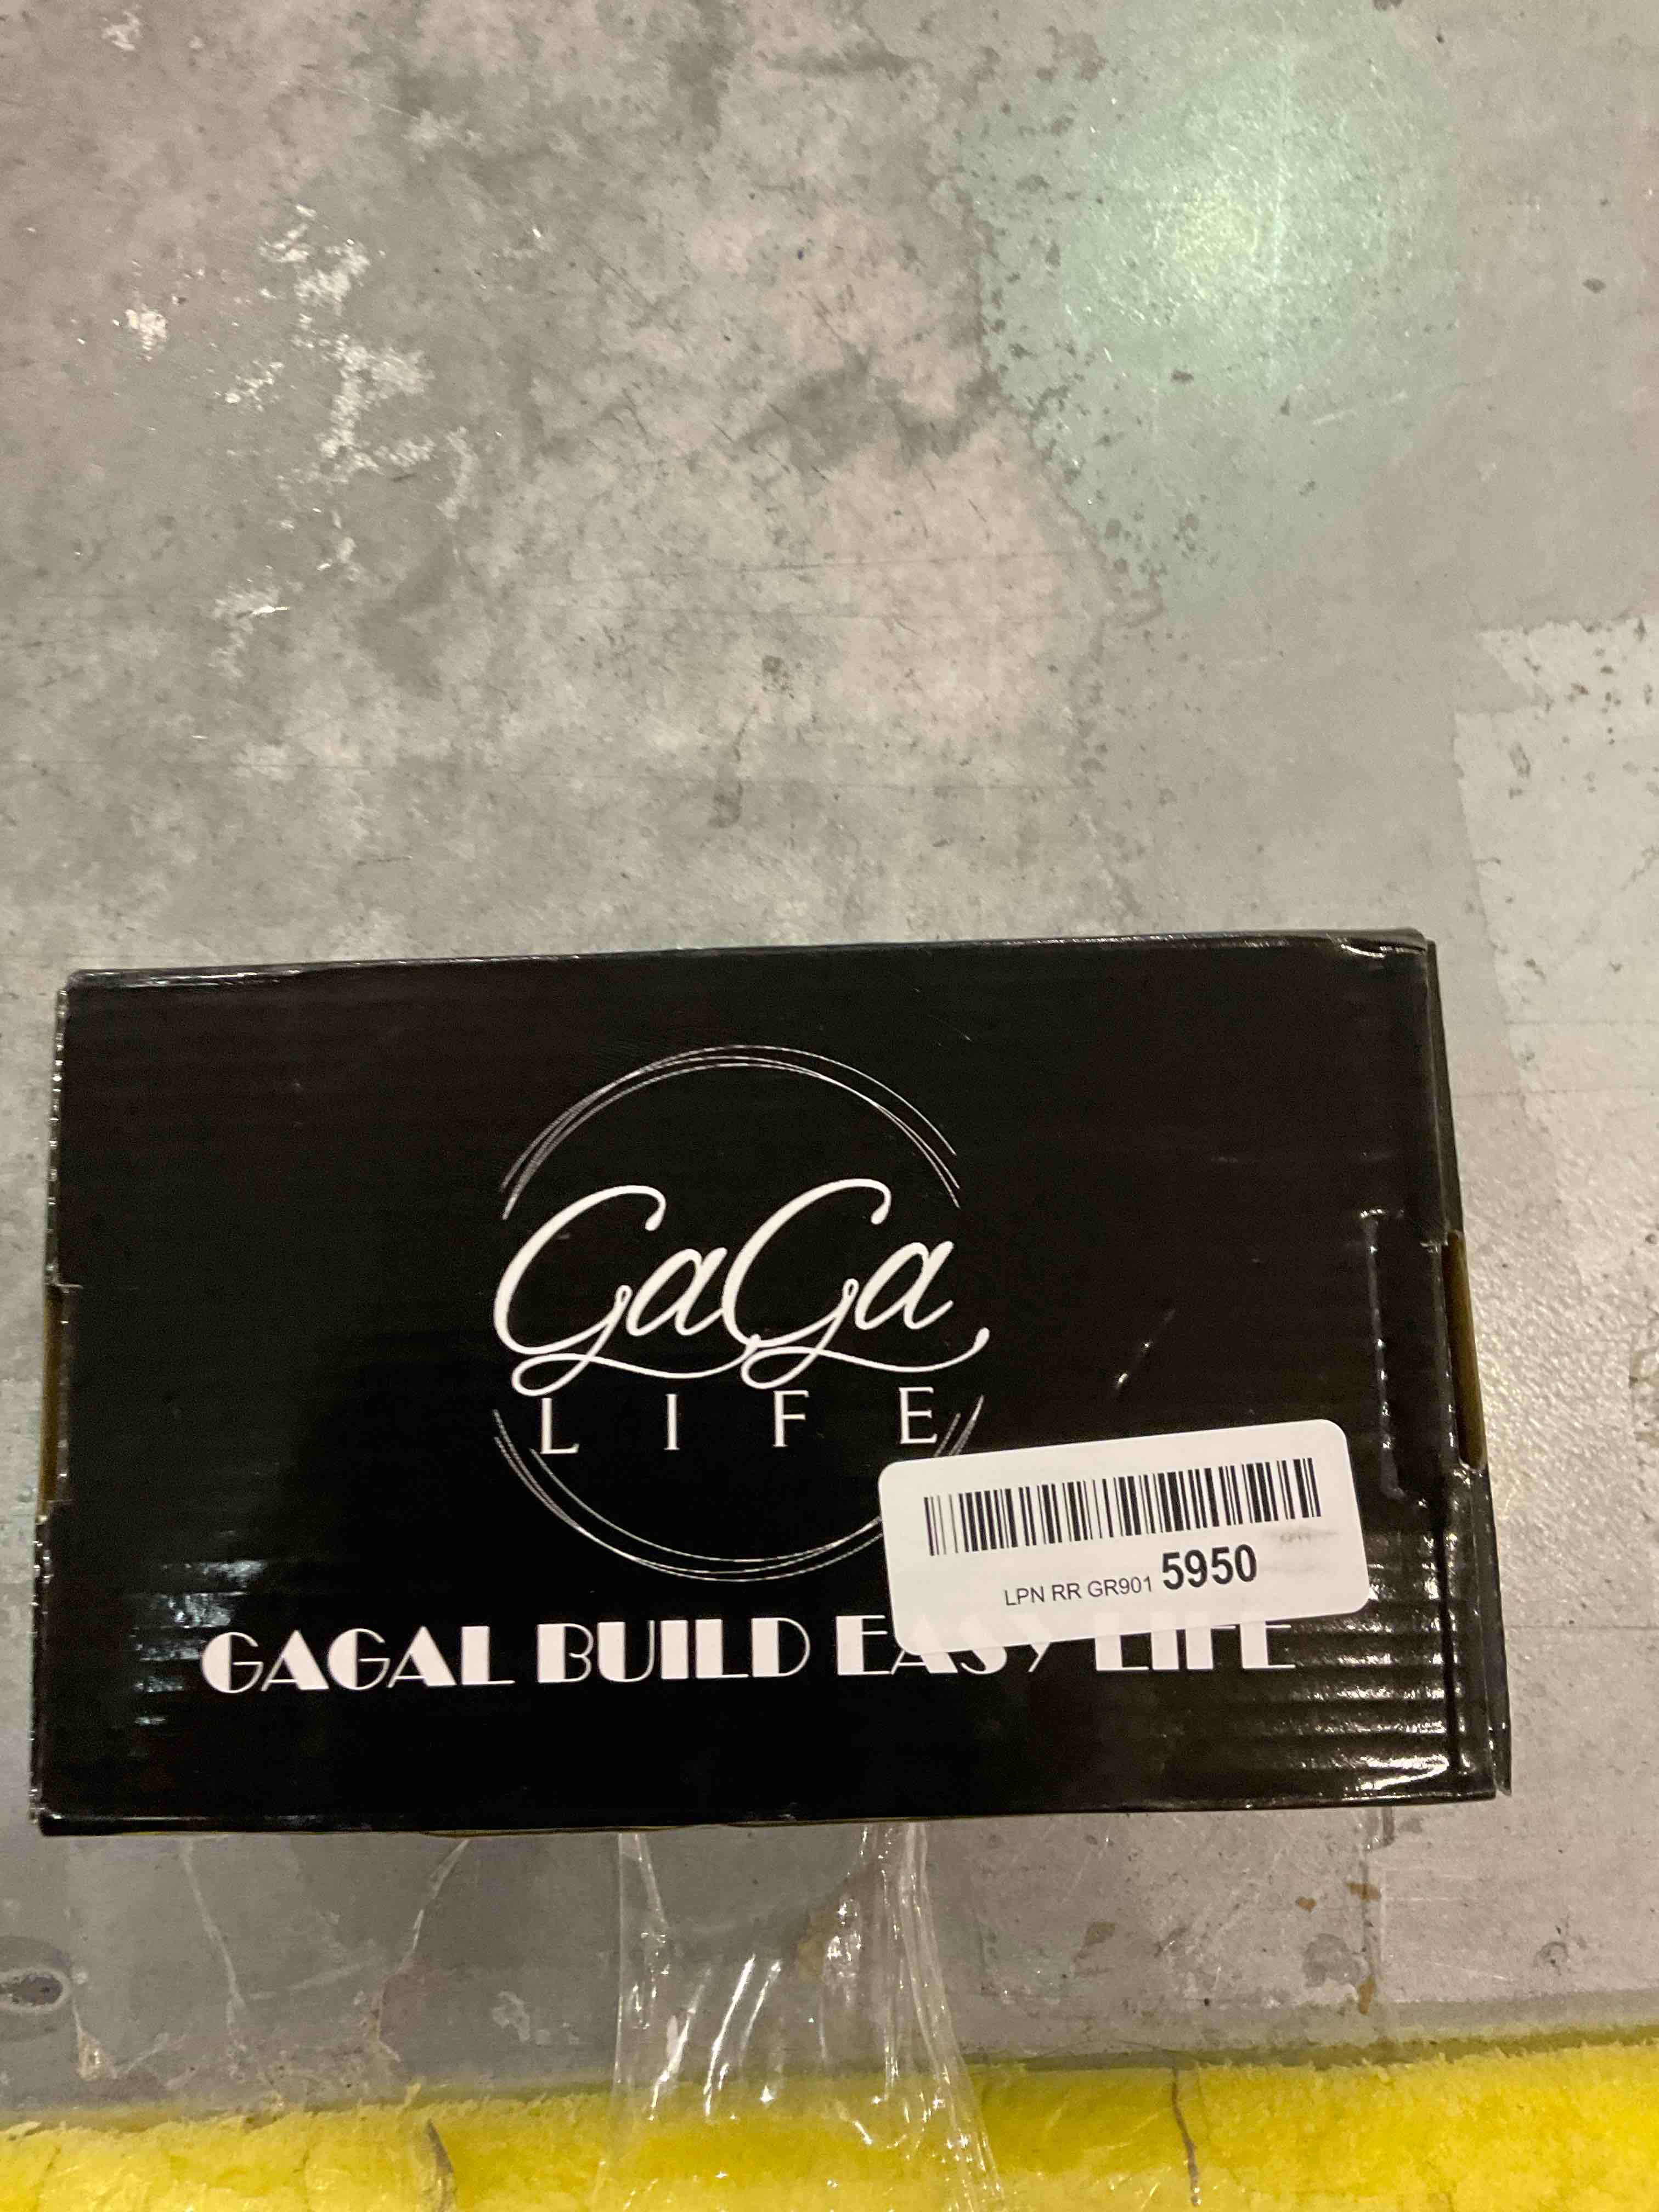 GaGa
LIFE
LPN RR GR901 5950
GAGAL BUILD EASY LIFE